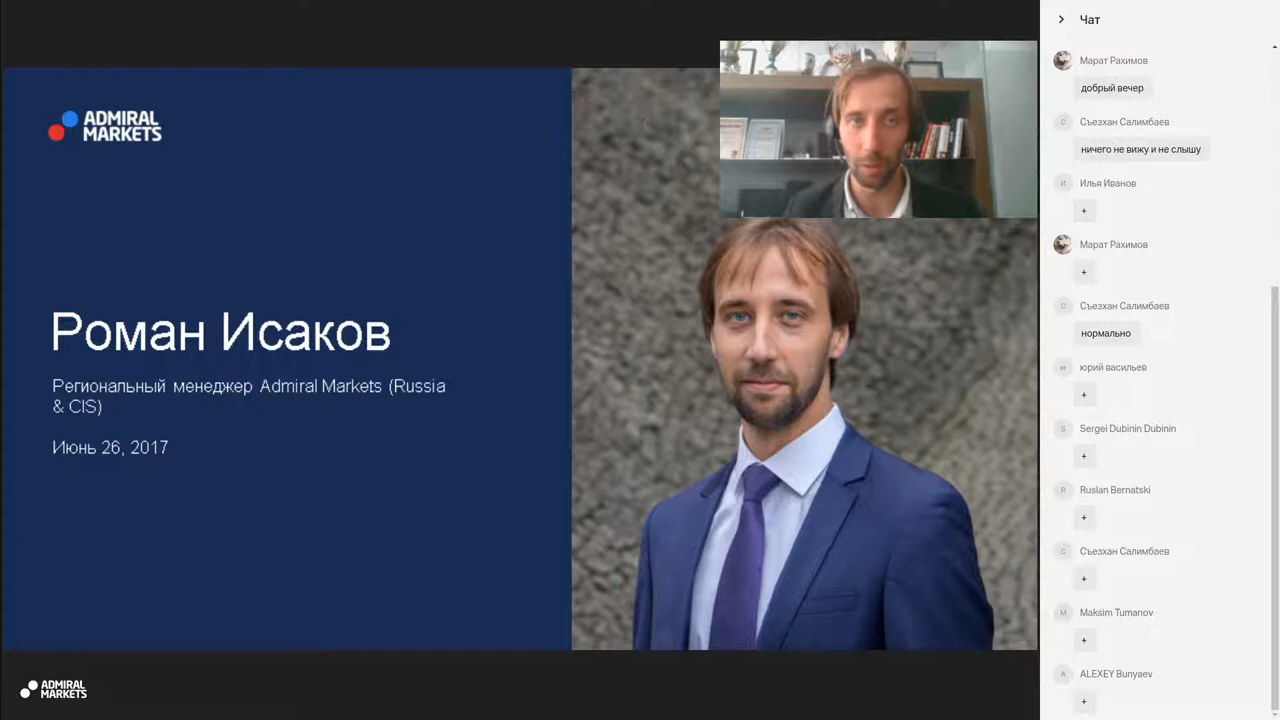 ADMIRAL
MARKETS
Роман Исаков
Региональный менеджер Admiral Markets (Russia
& CIS)
Июнь 26, 2017
ADMIRAL
MARKETS
Чат
Марат Рахимов
добрый вечер
Съезхан Салимбаев
ничего не вижу и не слышу
Илья Иванов
+
Марат Рахимов
+
Съезхан Салимбаев
нормально
юрий васильев
+
Sergei Dubinin Dubinin
+
Ruslan Bernatski
+
Съезхан Салимбаев
+
Maksim Tumanov
+
ALEXEY Bunyaev
+